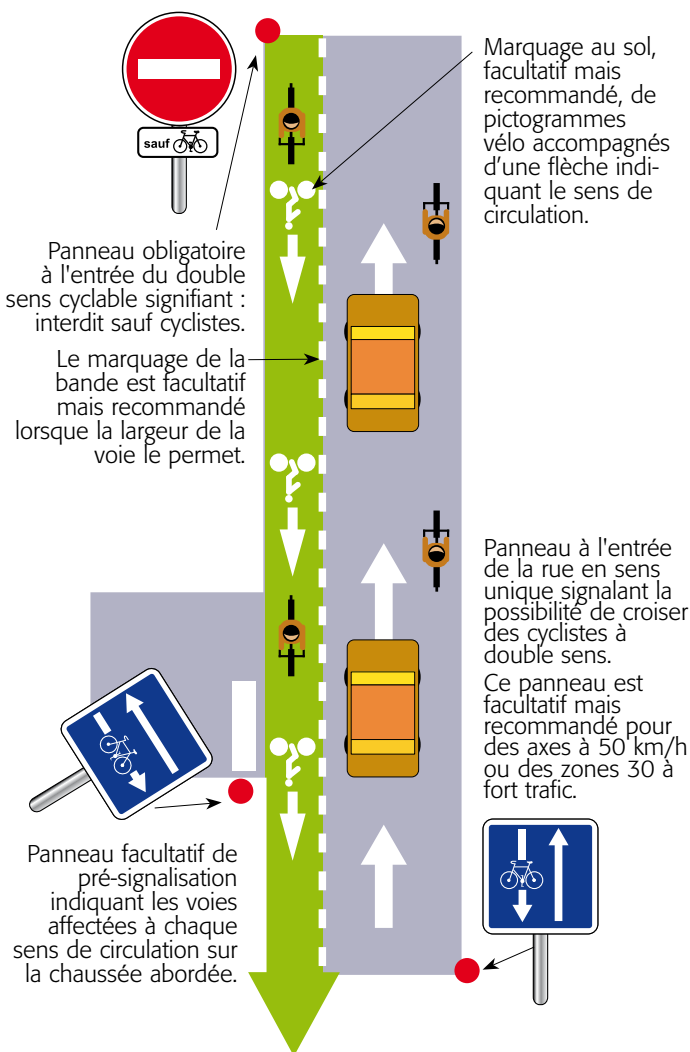 sauf
Panneau obligatoire
à l'entrée du double
sens cyclable signifiant :
interdit sauf cyclistes.
Le marquage de la
bande est facultatif
mais recommandé
lorsque la largeur de la
voie le permet.
Marquage au sol,
facultatif mais
recommandé, de
pictogrammes
vélo accompagnés
d'une flèche indi-
quant le sens de
circulation.
Panneau à l'entrée
de la rue en sens
unique signalant la
possibilité de croiser
des cyclistes à
double sens.
Ce panneau est
facultatif mais
recommandé pour
des axes à 50 km/h
ou des zones 30 à
fort trafic.
Panneau facultatif de
pré-signalisation
indiquant les voies
affectées à chaque
sens de circulation sur
la chaussée abordée.